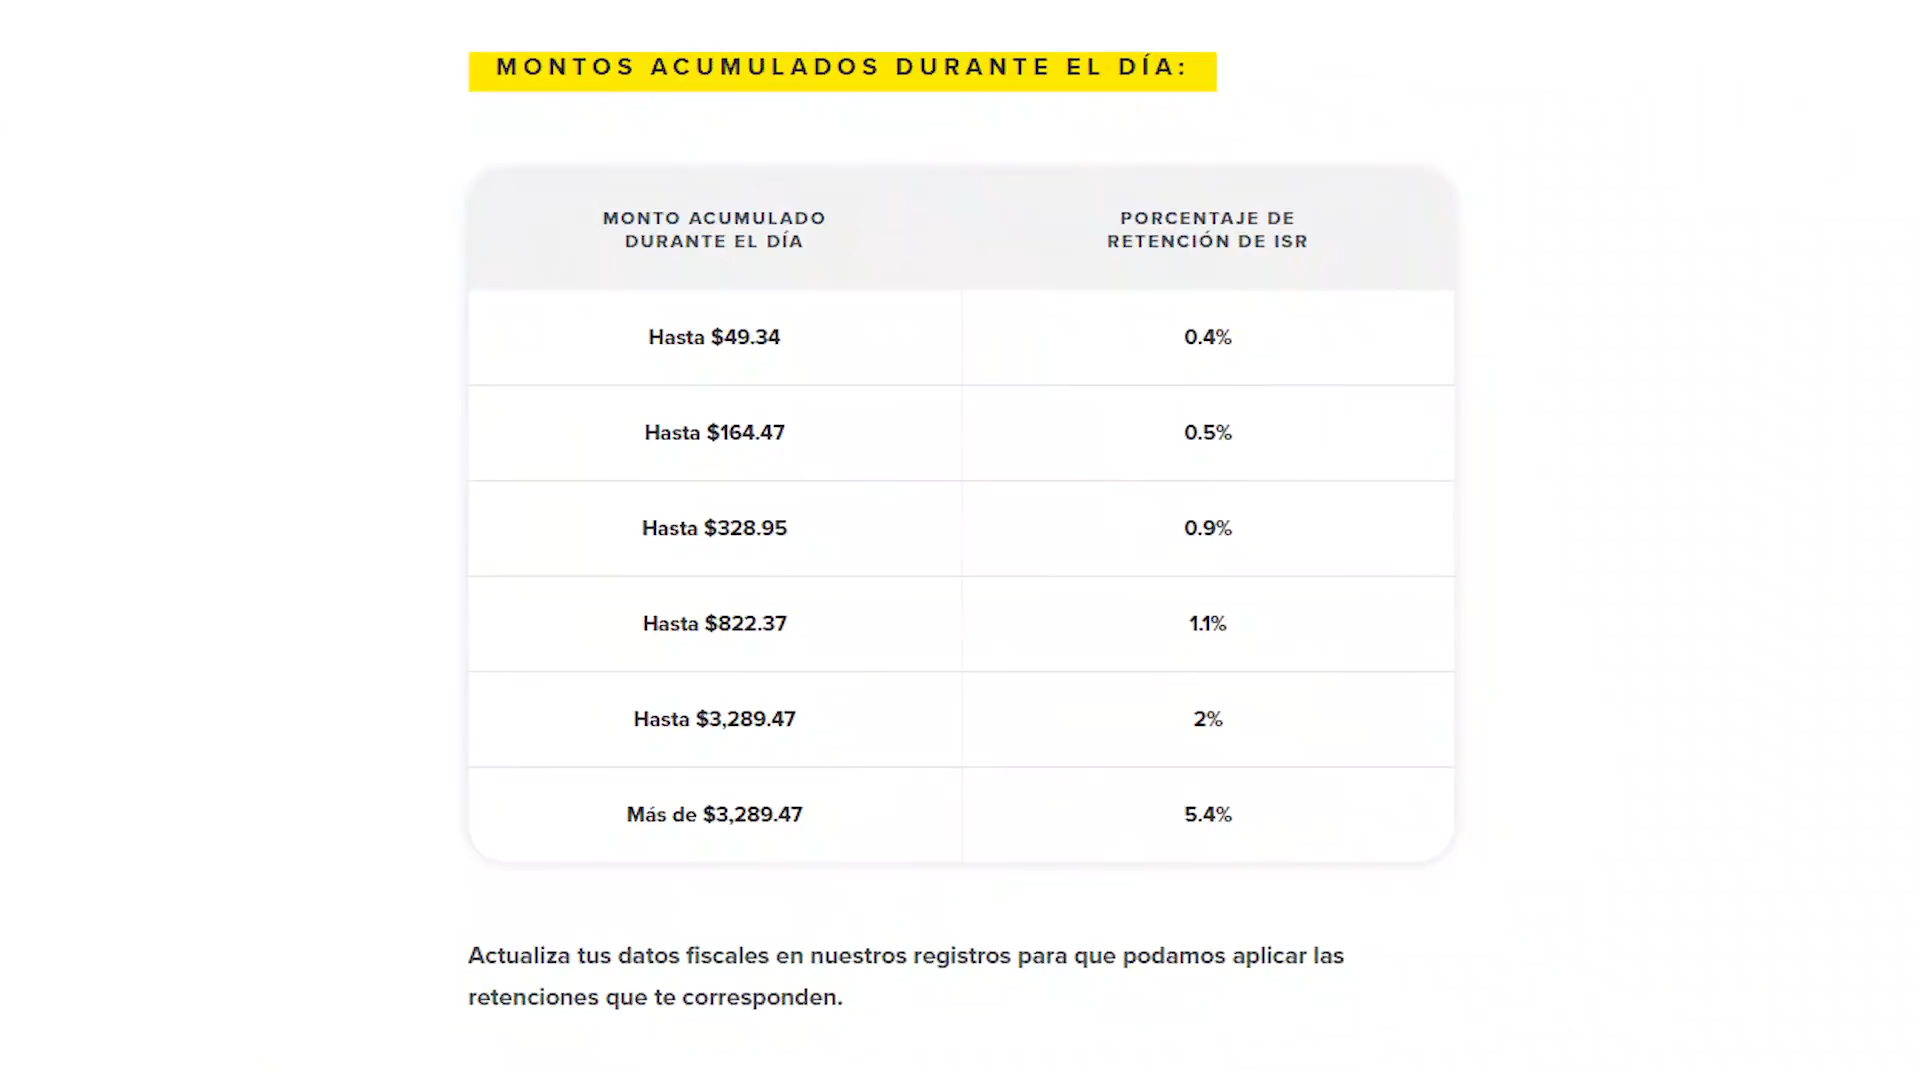 MONTOS ACUMULADOS DURANTE EL DÍA:
MONTO ACUMULADO
DURANTE EL DÍA
PORCENTAJE DE
RETENCIÓN DE ISR
Hasta $49.34
0.4%
Hasta $164.47
0.5%
Hasta $328.95
0.9%
Hasta $822.37
1.1%
Hasta $3,289.47
2%
Más de $3,289.47
5.4%
Actualiza tus datos fiscales en nuestros registros para que podamos aplicar las
retenciones que te corresponden.